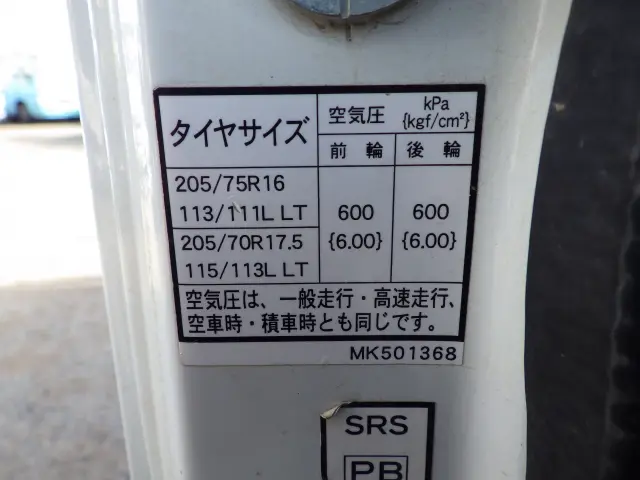 タイヤサイズ
空気圧 kPa {kgf/cm²}
前輪 後輪
205/75R16
113/111L LT
205/70R17.5
115/113L LT
600 600
{6.00} {6.00}
空気圧は、一般走行・高速走行、
空車時・積車時とも同じです。
MK501368
SRS
PB